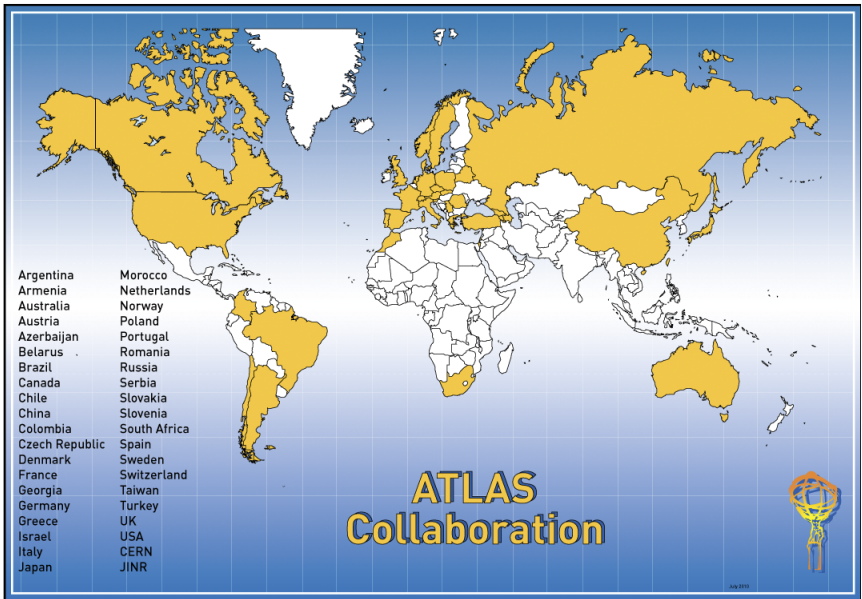 Argentina
Armenia
Australia
Austria
Azerbaijan
Belarus
Brazil
Canada
Chile
China
Colombia
Czech Republic
Denmark
France
Georgia
Germany
Greece
Israel
Italy
Japan
Morocco
Netherlands
Norway
Poland
Portugal
Romania
Russia
Serbia
Slovakia
Slovenia
South Africa
Spain
Sweden
Switzerland
Taiwan
Turkey
UK
USA
CERN
JINR
ATLAS
Collaboration